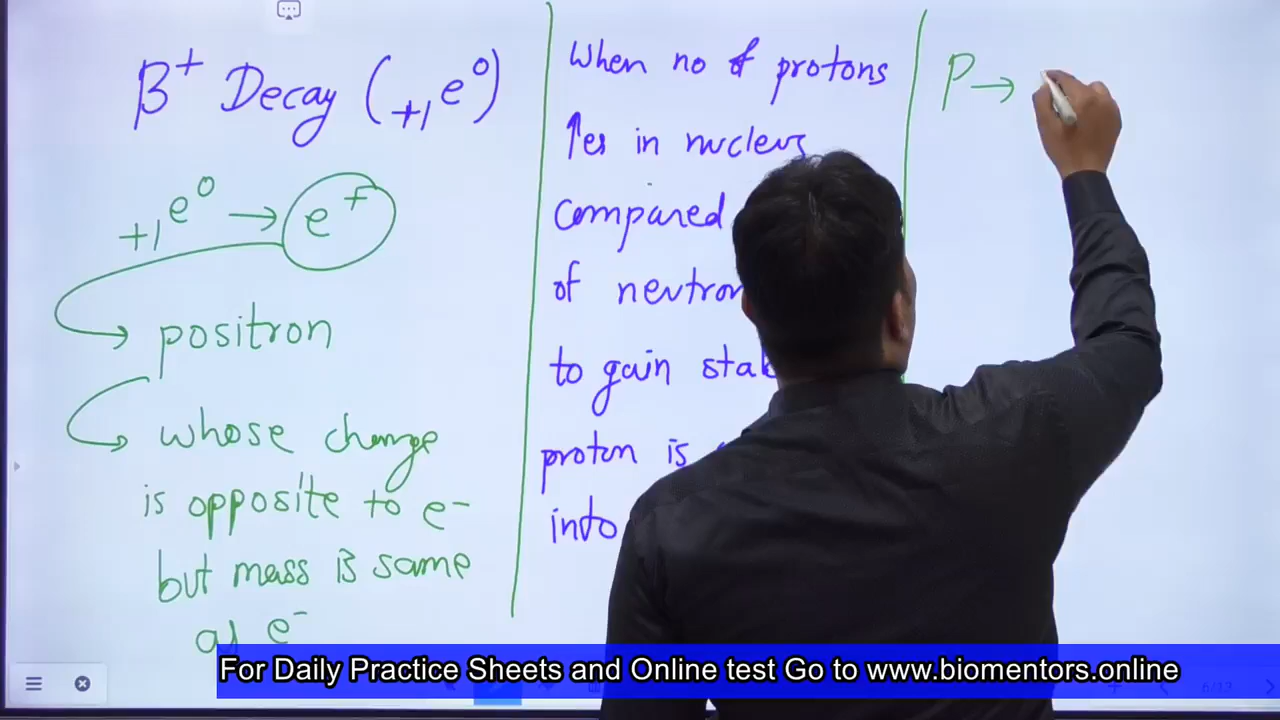 β⁺ Decay (₊₁e⁰)
₊₁e⁰ → e⁺
positron
whose charge
is opposite to e⁻
but mass is same
as e⁻
When no of protons
↑es in nucleus
compared
of neutron
to gain
proton is
into
P →
For Daily Practice Sheets and Online test Go to www.biomentors.online